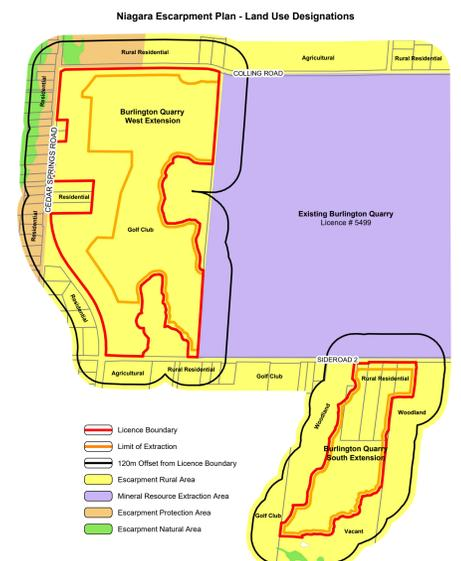 Niagara Escarpment Plan - Land Use Designations
Rural Residential
Agricultural
Rural Residential
COLLING ROAD
Residential
Burlington Quarry
West Extension
CEDAR SPRINGS ROAD
Residential
Existing Burlington Quarry
Licence # 5499
Residential
Golf Club
Residential
SIDEROAD 2
Agricultural
Rural Residential
Golf Club
Rural Residential
Woodland
Woodland
Burlington Quarry
South Extension
Golf Club
Vacant
Licence Boundary
Limit of Extraction
120m Offset from Licence Boundary
Escarpment Rural Area
Mineral Resource Extraction Area
Escarpment Protection Area
Escarpment Natural Area